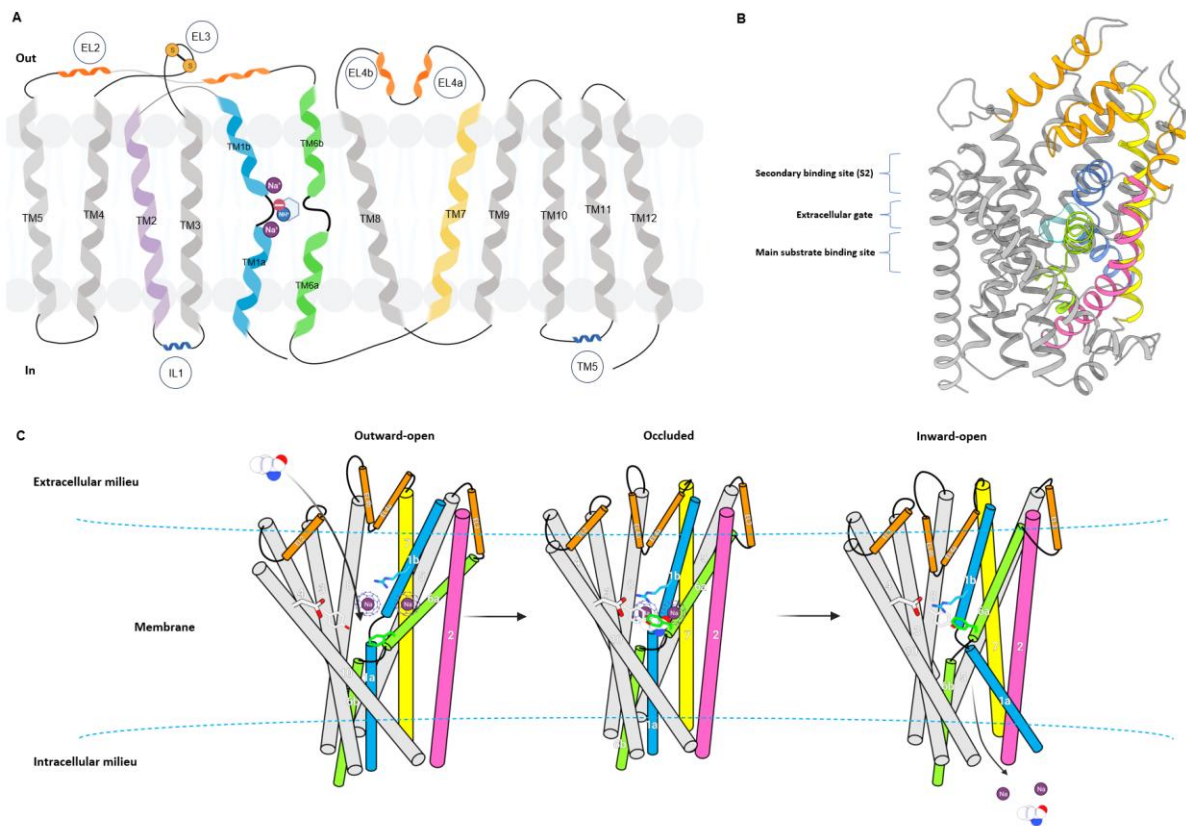 A
B
EL2
EL3
S
S
Out
EL4b
EL4a
TM1b
TM6b
Na⁺
NH³
Na⁺
TM5
TM4
TM2
TM3
TM8
TM7
TM9
TM10
TM11
TM12
TM1a
TM6a
In
IL1
TM5
Secondary binding site (S2)
Extracellular gate
Main substrate binding site
C
Outward-open
Occluded
Inward-open
Extracellular milieu
Membrane
Intracellular milieu
1b
Na
Na
6a
2
1a
1b
2
1a
1b
6a
2
1a
Na
Na